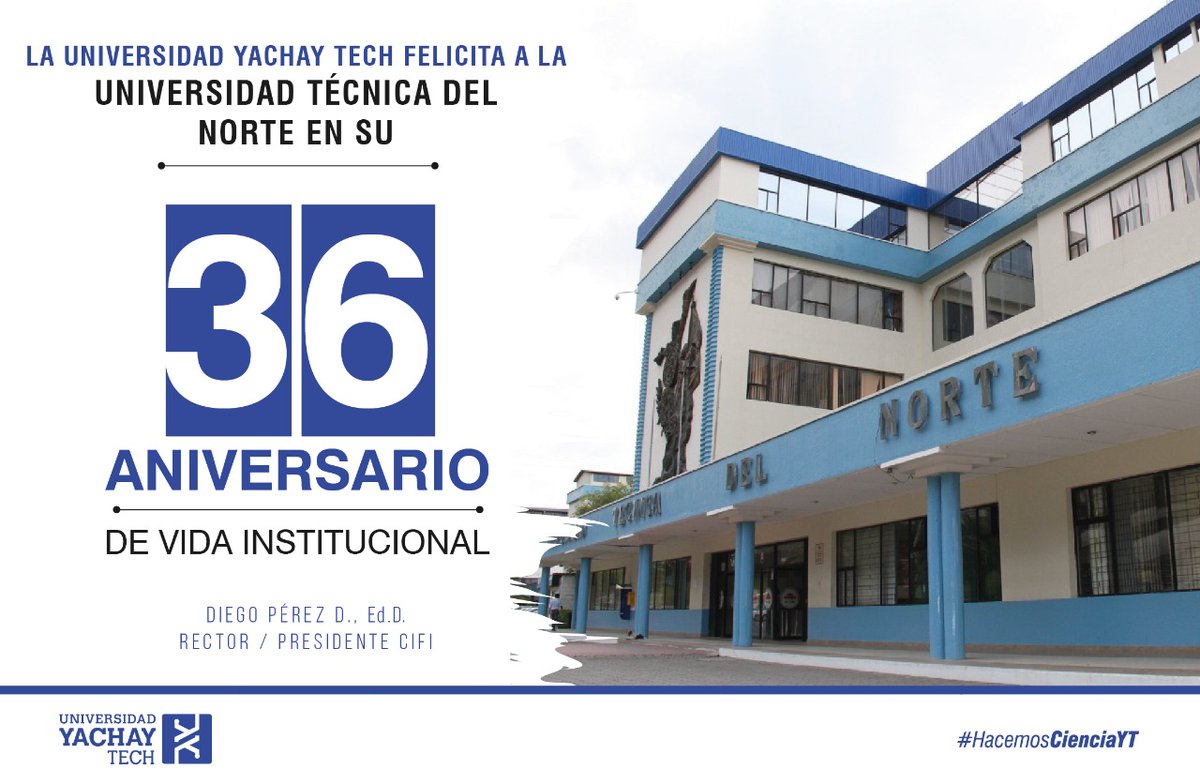 LA UNIVERSIDAD YACHAY TECH FELICITA A LA
UNIVERSIDAD TÉCNICA DEL
NORTE EN SU
36
ANIVERSARIO
DE VIDA INSTITUCIONAL
DIEGO PÉREZ D., Ed.D.
RECTOR / PRESIDENTE CIFI
TECNICA DEL NORTE
UNIVERSIDAD
YACHAY
TECH
#HacemosCienciaYT